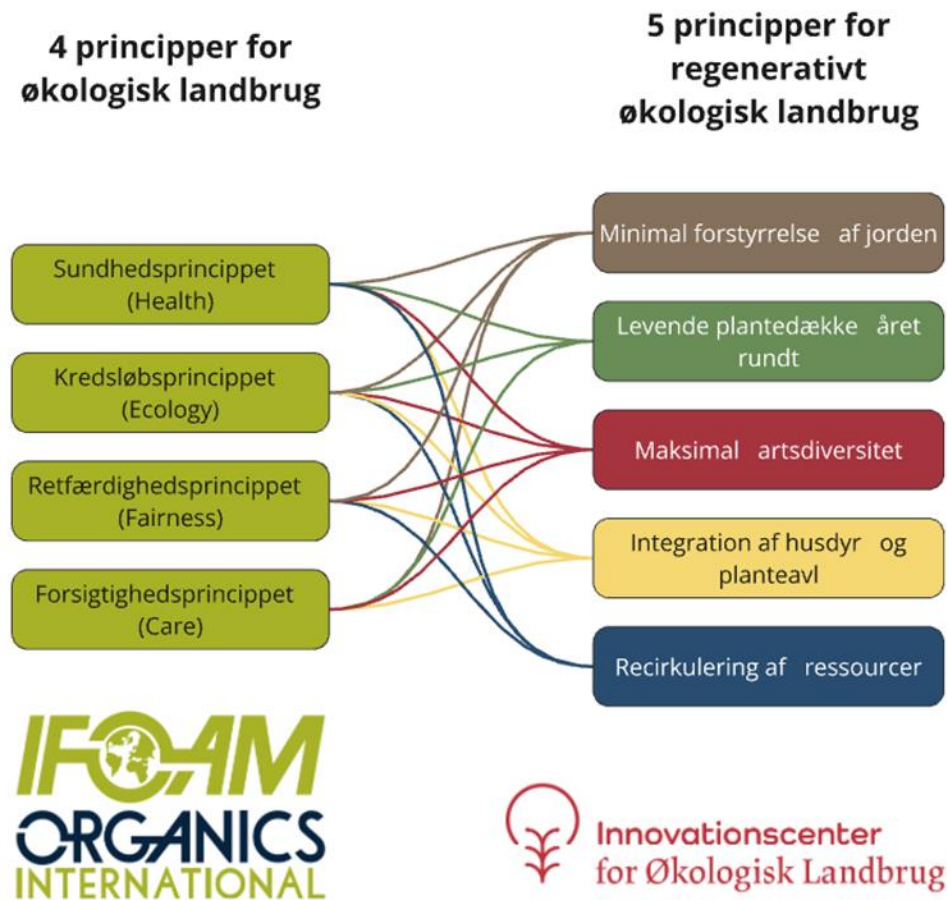 4 principper for
økologisk landbrug
5 principper for
regenerativt
økologisk landbrug
Sundhedsprincippet
(Health)
Kredsløbsprincippet
(Ecology)
Retfærdighedsprincippet
(Fairness)
Forsigtighedsprincippet
(Care)
Minimal forstyrrelse af jorden
Levende plantedække året
rundt
Maksimal artsdiversitet
Integration af husdyr og
planteavl
Recirkulering af ressourcer
IFOAM
ORGANICS
INTERNATIONAL
Innovationscenter
for Økologisk Landbrug